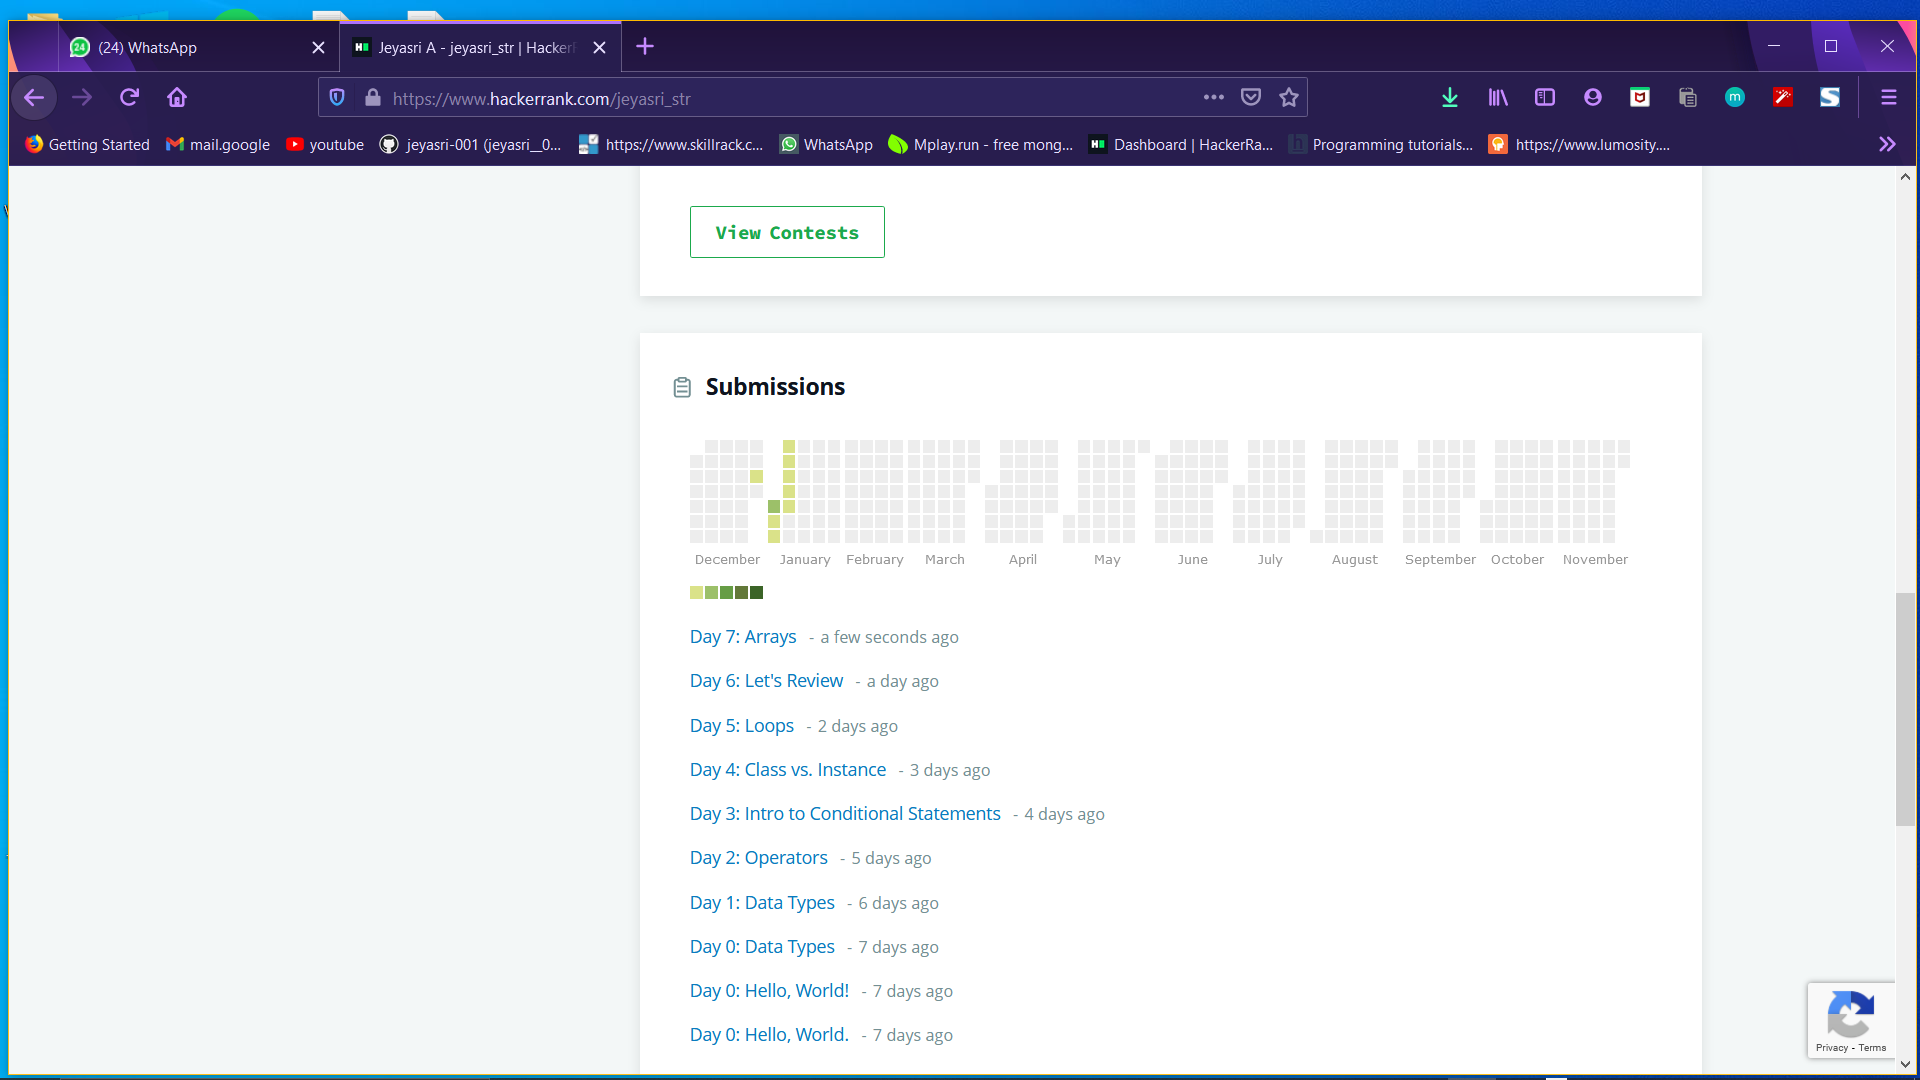 (24) WhatsApp
Jeyasri A - jeyasri_str | HackerR
https://www.hackerrank.com/jeyasri_str
Getting Started
mail.google
youtube
jeyasri-001 (jeyasri__0...
https://www.skillrack.c...
WhatsApp
Mplay.run - free mong...
Dashboard | HackerRa...
Programming tutorials...
https://www.lumosity....
View Contests
Submissions
December January February March April May June July August September October November
Day 7: Arrays - a few seconds ago
Day 6: Let's Review - a day ago
Day 5: Loops - 2 days ago
Day 4: Class vs. Instance - 3 days ago
Day 3: Intro to Conditional Statements - 4 days ago
Day 2: Operators - 5 days ago
Day 1: Data Types - 6 days ago
Day 0: Data Types - 7 days ago
Day 0: Hello, World! - 7 days ago
Day 0: Hello, World. - 7 days ago
Privacy - Terms